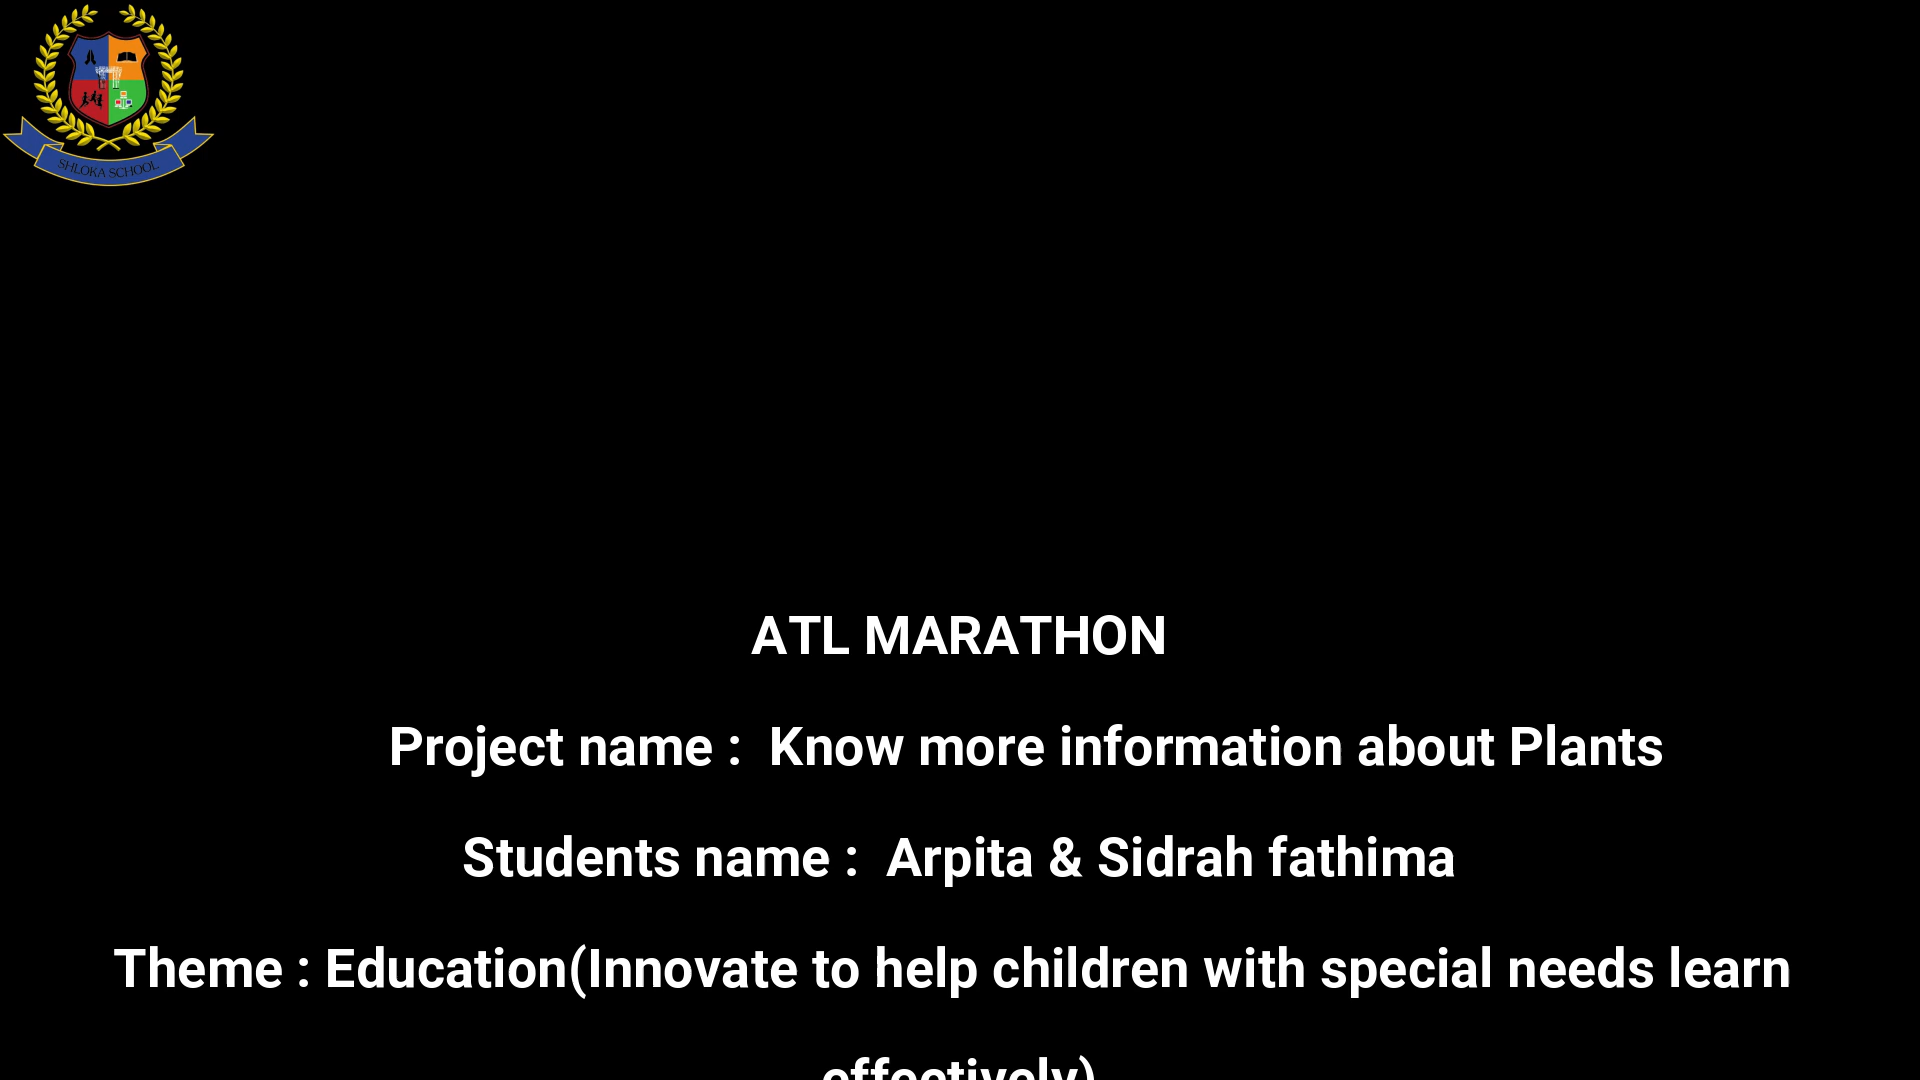 SHLOKA SCHOOL
ATL MARATHON
Project name :  Know more information about Plants
Students name :  Arpita & Sidrah fathima
Theme : Education(Innovate to help children with special needs learn
effectively)